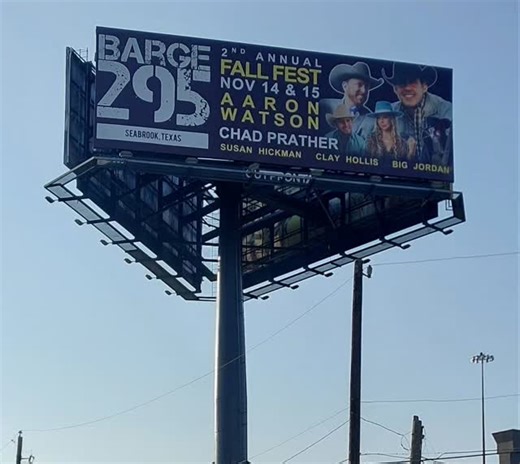 BARGE
295
SEABROOK, TEXAS
2ND ANNUAL
FALL FEST
NOV 14 & 15
AARON
WATSON
CHAD PRATHER
SUSAN HICKMAN CLAY HOLLIS BIG JORDAN